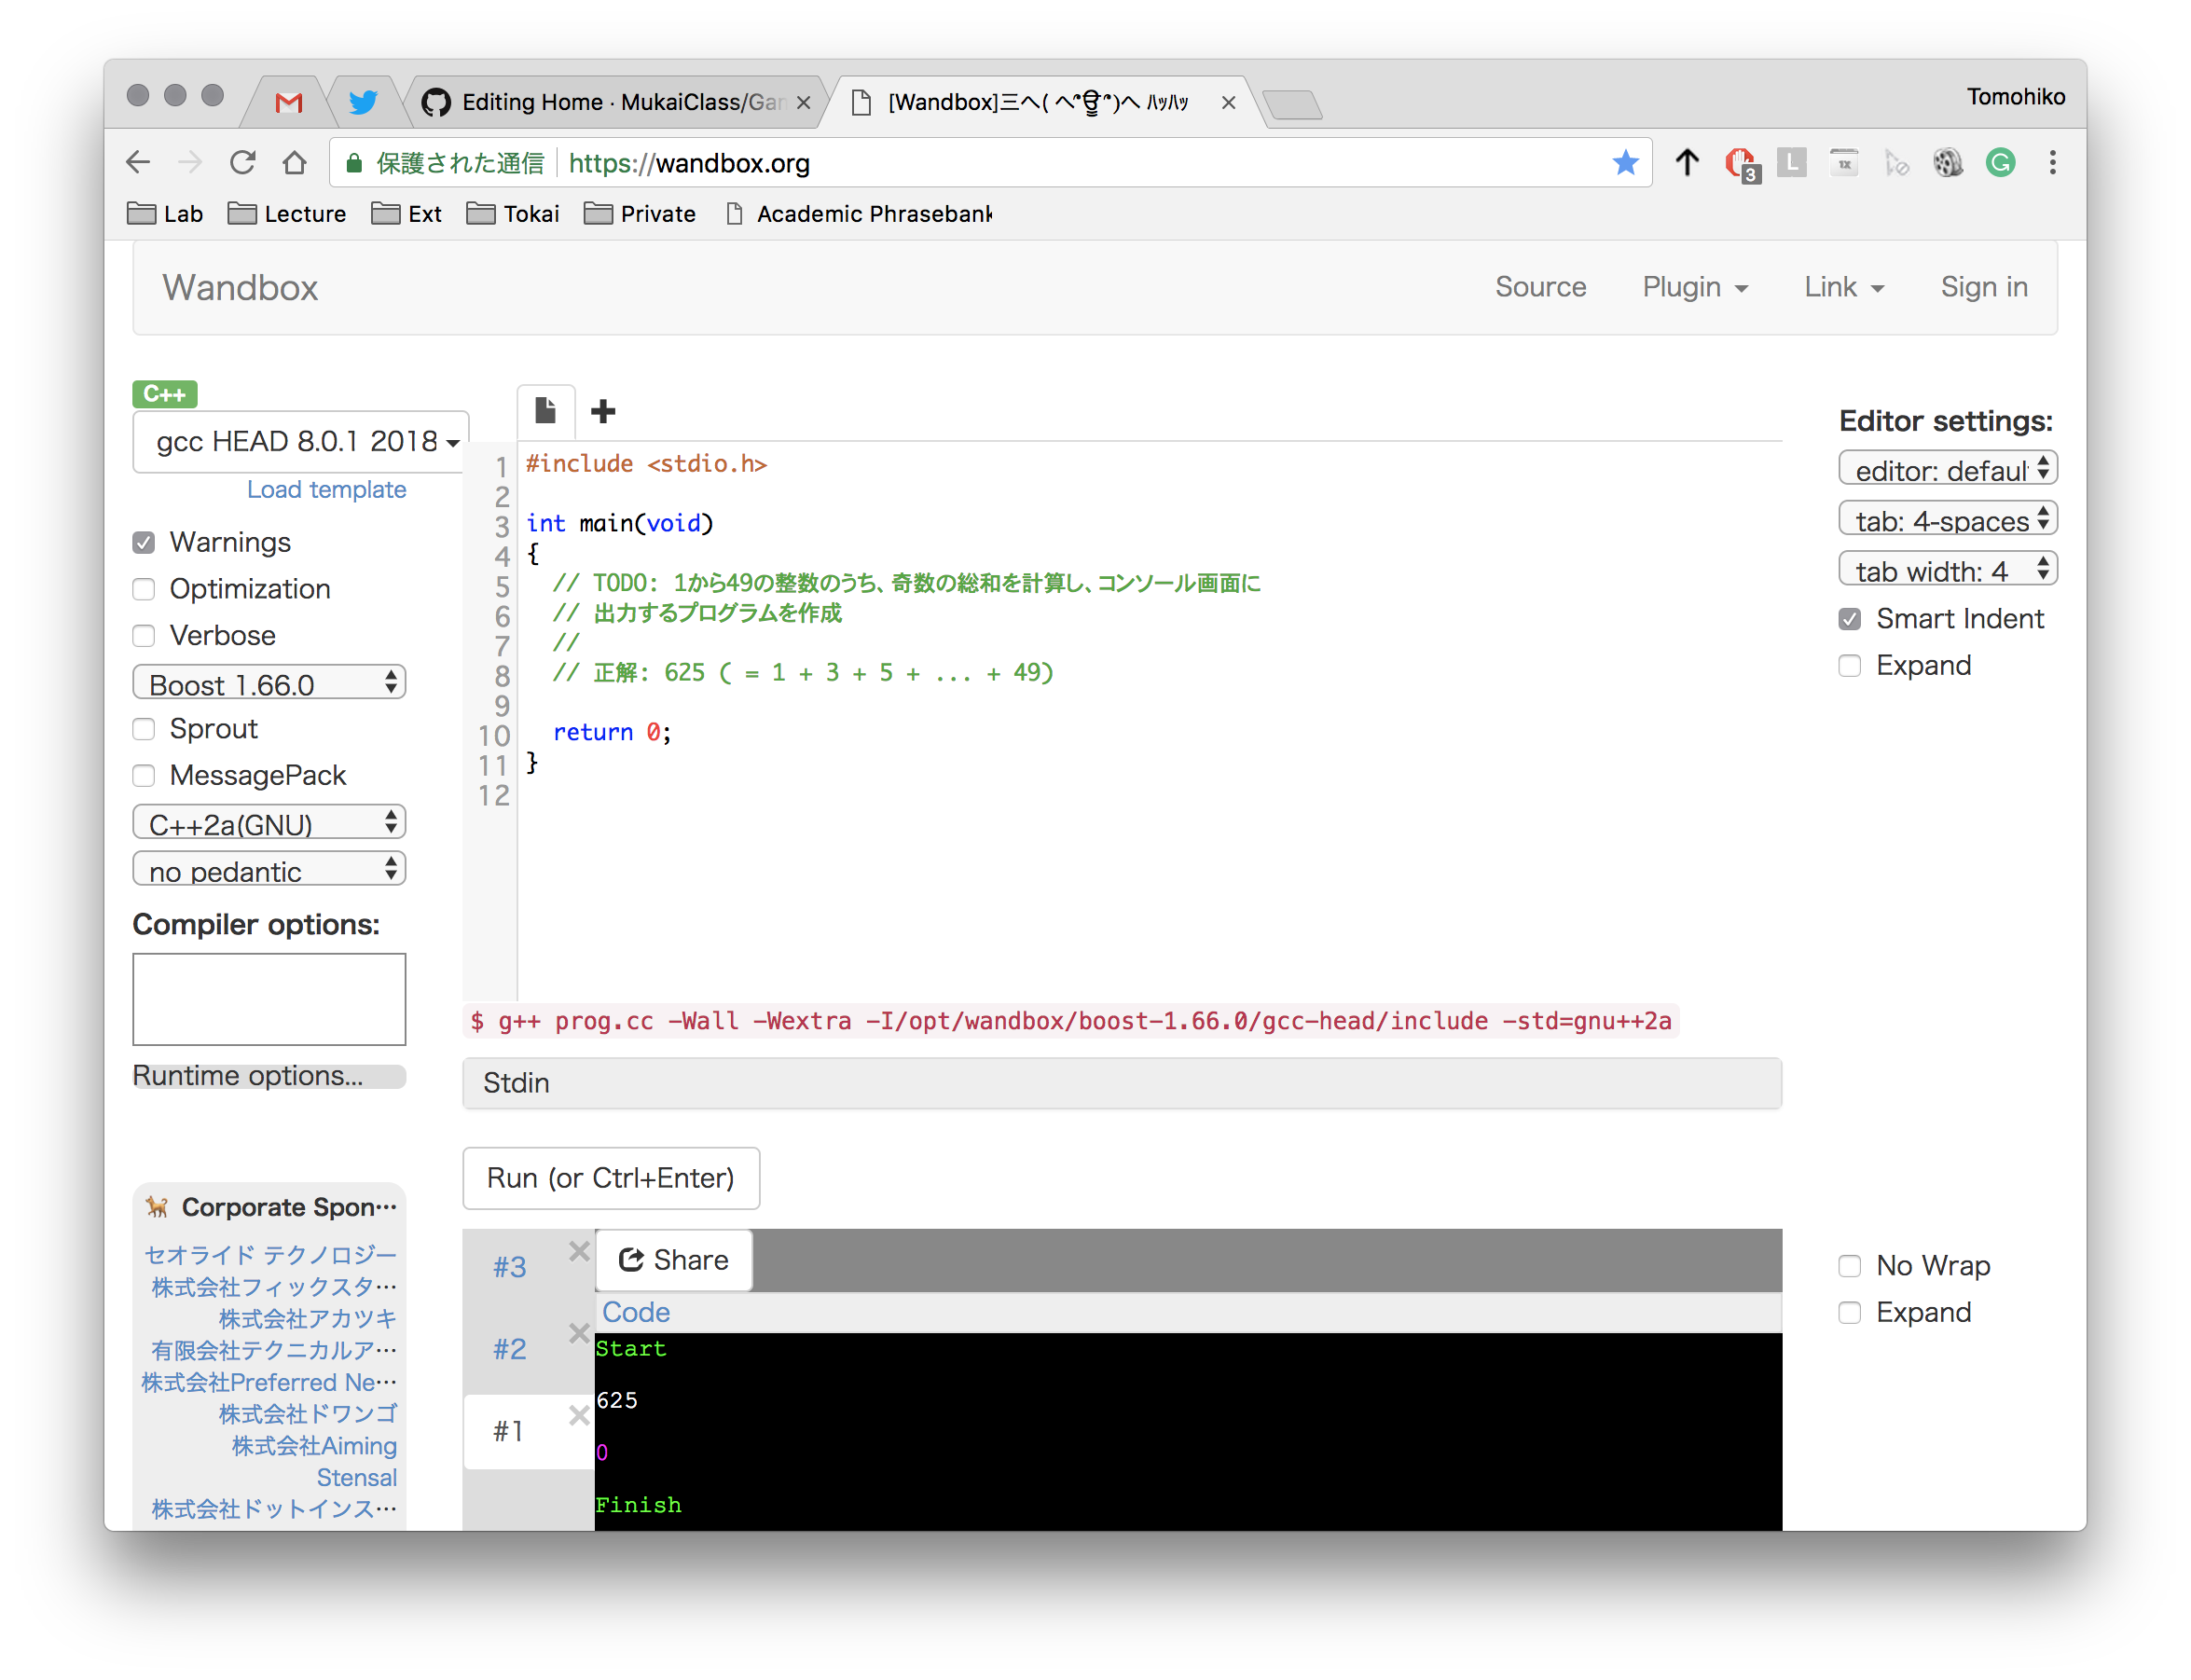 Editing Home · MukaiClass/Gam
[Wandbox]三へ( へ՞ਊ ՞)へ ﾊｯﾊｯ
Tomohiko
保護された通信
https://wandbox.org
3
L
1x
G
Lab
Lecture
Ext
Tokai
Private
Academic Phrasebank
Wandbox
Source
Plugin
Link
Sign in
C++
gcc HEAD 8.0.1 2018
Load template
Warnings
Optimization
Verbose
Boost 1.66.0
Sprout
MessagePack
C++2a(GNU)
no pedantic
Compiler options:
Runtime options...
Corporate Spon…
セオライド テクノロジー
株式会社フィックスタ…
株式会社アカツキ
有限会社テクニカルア…
株式会社Preferred Ne…
株式会社ドワンゴ
株式会社Aiming
Stensal
株式会社ドットインス…
1 #include <stdio.h>
2
3 int main(void)
4 {
5 // TODO: 1から49の整数のうち、奇数の総和を計算し、コンソール画面に
6 // 出力するプログラムを作成
7 //
8 // 正解: 625 ( = 1 + 3 + 5 + ... + 49)
9
10 return 0;
11 }
12
$ g++ prog.cc -Wall -Wextra -I/opt/wandbox/boost-1.66.0/gcc-head/include -std=gnu++2a
Stdin
Run (or Ctrl+Enter)
#3
#2
#1
Share
Code
Start
625
0
Finish
Editor settings:
editor: defaul
tab: 4-spaces
tab width: 4
Smart Indent
Expand
No Wrap
Expand